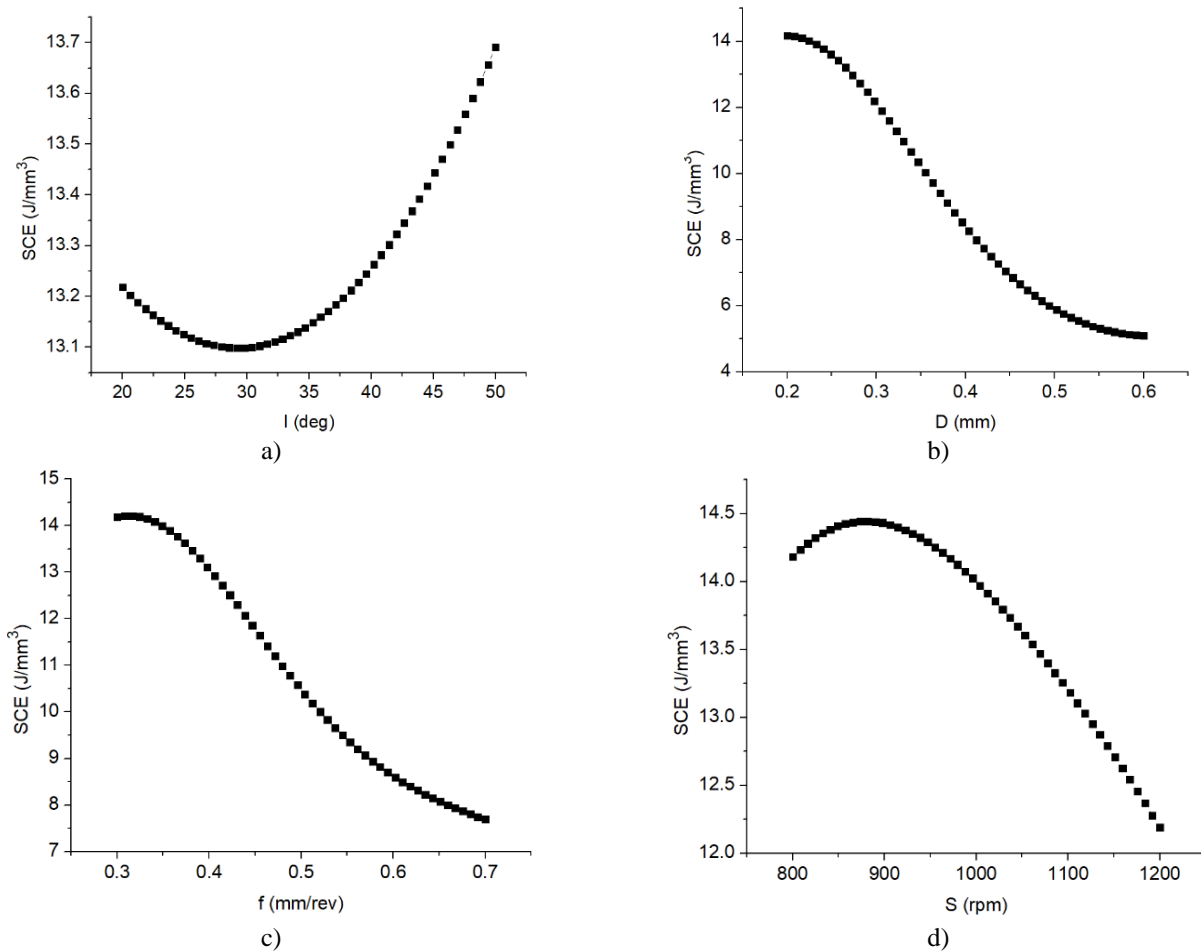 13.7
13.6
13.5
13.4
13.3
13.2
13.1
SCE (J/mm³)
20 25 30 35 40 45 50
I (deg)
a)
14
12
10
8
6
4
SCE (J/mm³)
0.2 0.3 0.4 0.5 0.6
D (mm)
b)
15
14
13
12
11
10
9
8
7
SCE (J/mm³)
0.3 0.4 0.5 0.6 0.7
f (mm/rev)
c)
14.5
14.0
13.5
13.0
12.5
12.0
SCE (J/mm³)
800 900 1000 1100 1200
S (rpm)
d)